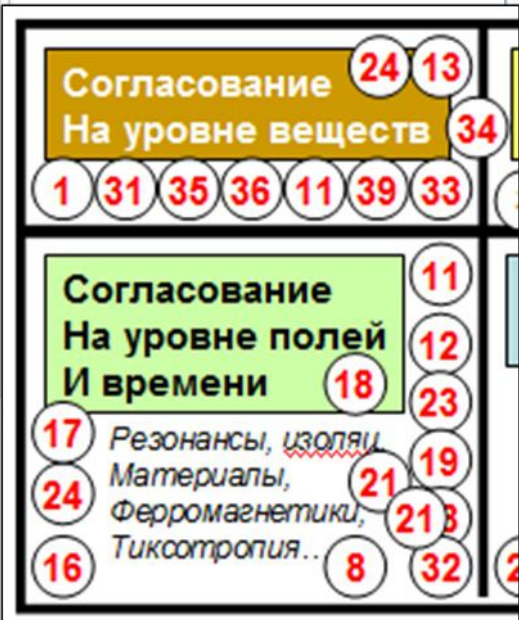 24 13
Согласование
На уровне веществ 34
1 31 35 36 11 39 33
Согласование 11
На уровне полей 12
И времени 18 23
17 Резонансы, изоляц. 19
24 Материалы, 21
Ферромагнетики, 21
16 Тиксотропия... 8 32